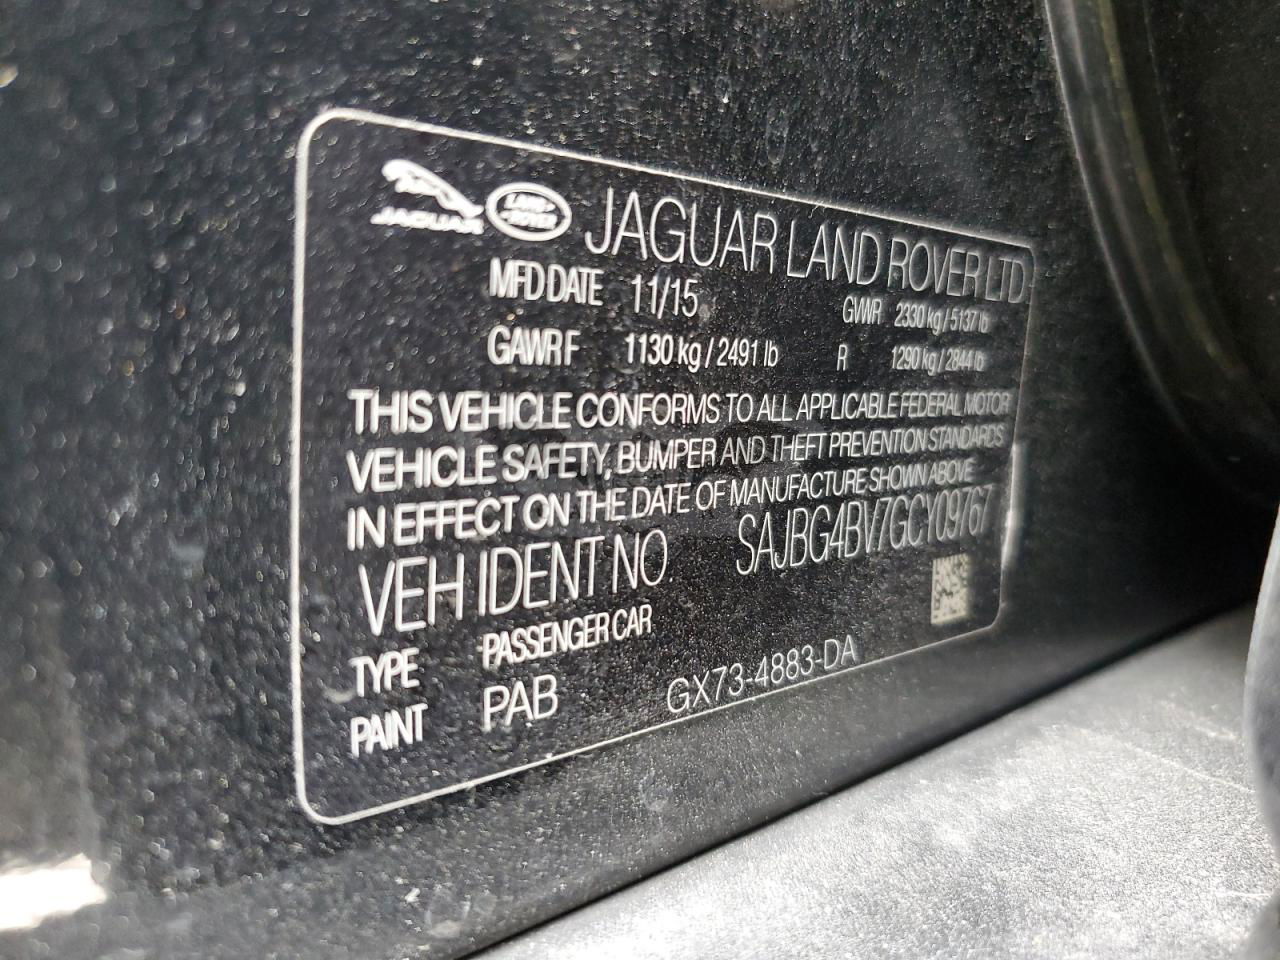 JAGUAR LAND ROVER JAGUAR LAND ROVER LTD
MFD DATE 11/15 GVWR 2330 kg / 5137 lb
GAWR F 1130 kg / 2491 lb R 1290 kg / 2844 lb
THIS VEHICLE CONFORMS TO ALL APPLICABLE FEDERAL MOTOR
VEHICLE SAFETY, BUMPER AND THEFT PREVENTION STANDARDS
IN EFFECT ON THE DATE OF MANUFACTURE SHOWN ABOVE
VEH IDENT NO. SAJBG4BV7GCY09767
TYPE PASSENGER CAR
PAINT PAB GX73-4883-DA